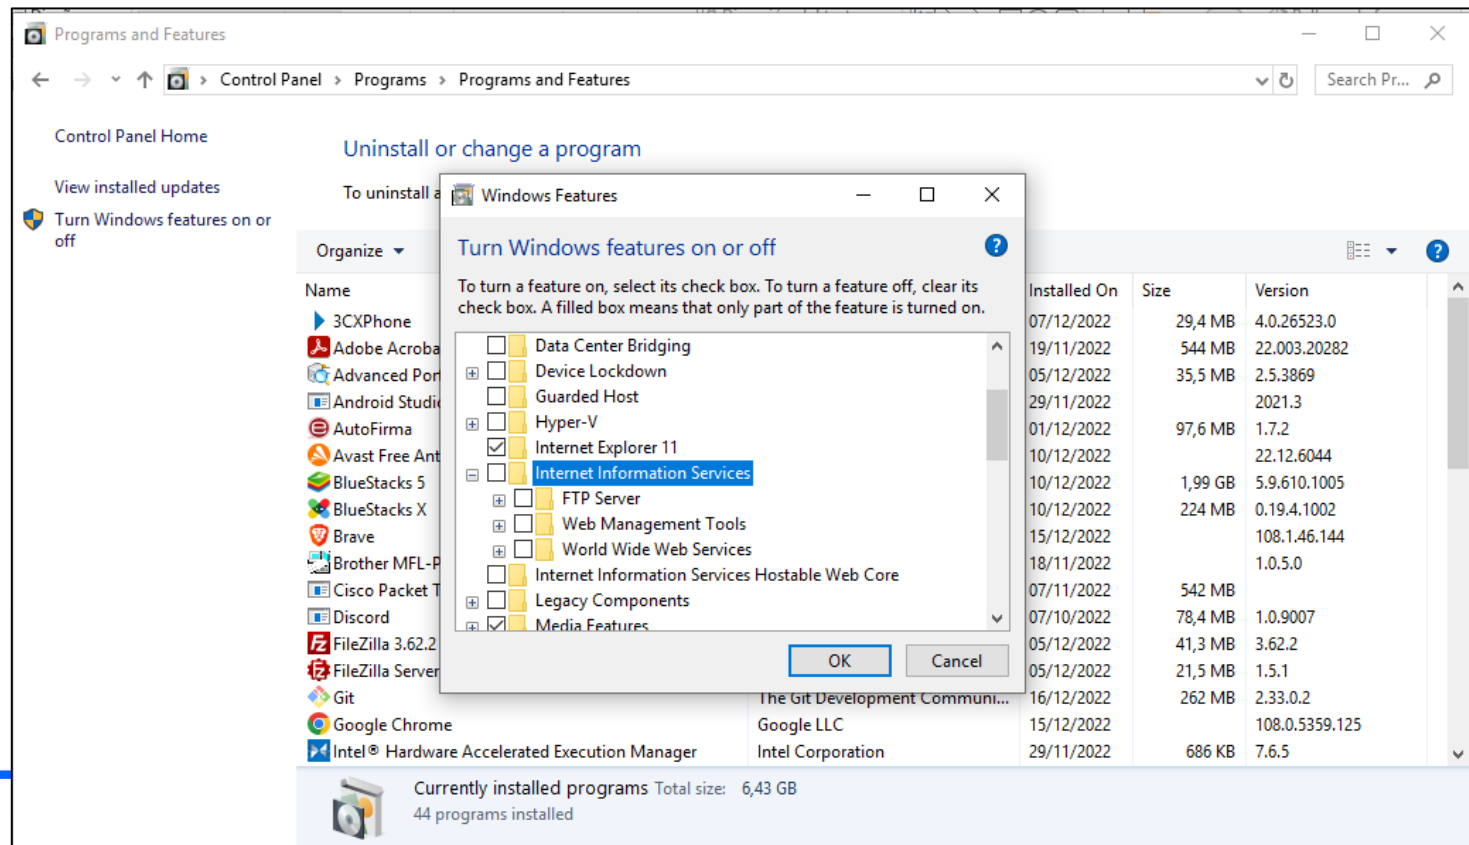 Programs and Features
Control Panel > Programs > Programs and Features
Search Pr...
Control Panel Home
View installed updates
Turn Windows features on or
off
Uninstall or change a program
To uninstall a
Organize
Name
Installed On
Size
Version
3CXPhone
07/12/2022
29,4 MB
4.0.26523.0
Adobe Acroba
19/11/2022
544 MB
22.003.20282
Advanced Port
05/12/2022
35,5 MB
2.5.3869
Android Studi
29/11/2022
2021.3
AutoFirma
01/12/2022
97,6 MB
1.7.2
Avast Free Ant
10/12/2022
22.12.6044
BlueStacks 5
10/12/2022
1,99 GB
5.9.610.1005
BlueStacks X
10/12/2022
224 MB
0.19.4.1002
Brave
15/12/2022
108.1.46.144
Brother MFL-P
18/11/2022
1.0.5.0
Cisco Packet T
07/11/2022
542 MB
Discord
07/10/2022
78,4 MB
1.0.9007
FileZilla 3.62.2
05/12/2022
41,3 MB
3.62.2
FileZilla Server
05/12/2022
21,5 MB
1.5.1
Git
The Git Development Communi...
16/12/2022
262 MB
2.33.0.2
Google Chrome
Google LLC
15/12/2022
108.0.5359.125
Intel® Hardware Accelerated Execution Manager
Intel Corporation
29/11/2022
686 KB
7.6.5
Currently installed programs Total size: 6,43 GB
44 programs installed
Windows Features
Turn Windows features on or off
To turn a feature on, select its check box. To turn a feature off, clear its
check box. A filled box means that only part of the feature is turned on.
Data Center Bridging
Device Lockdown
Guarded Host
Hyper-V
Internet Explorer 11
Internet Information Services
FTP Server
Web Management Tools
World Wide Web Services
Internet Information Services Hostable Web Core
Legacy Components
Media Features
OK
Cancel